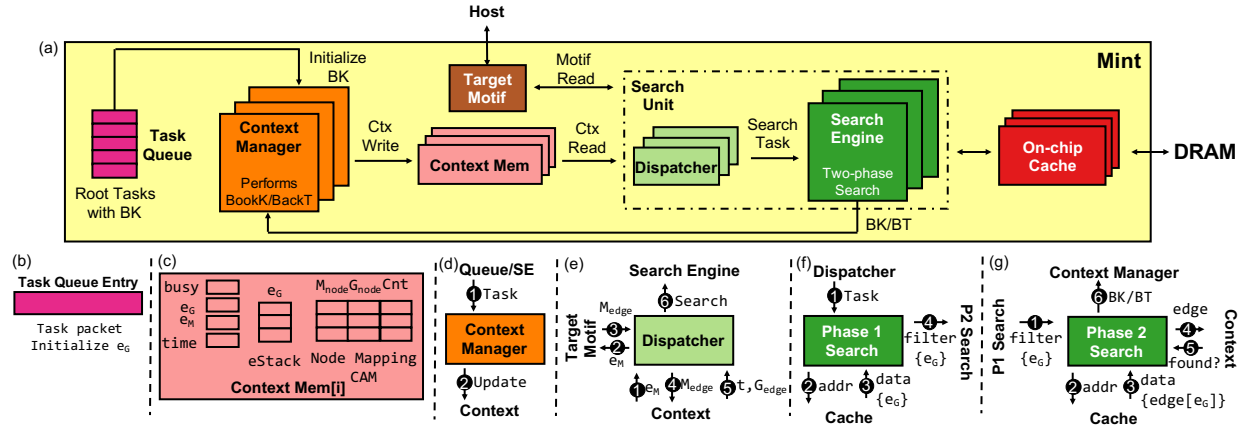 Host
(a)
Mint
Initialize
BK
Target
Motif
Motif
Read
Search
Unit
Task
Queue
Root Tasks
with BK
Context
Manager
Performs
BookK/BackT
Ctx
Write
Context Mem
Ctx
Read
Dispatcher
Search
Task
Search
Engine
Two-phase
Search
On-chip
Cache
DRAM
BK/BT
(b)
Task Queue Entry
Task packet
Initialize eG
(c)
busy
eG
eM
time
eG
eStack
MnodeGnodeCnt
Node Mapping
CAM
Context Mem[i]
(d)
Queue/SE
1 Task
Context
Manager
2 Update
Context
(e)
Search Engine
6 Search
Target
Motif
Medge
3
2
eM
Dispatcher
1 eM
4 Medge
5 t,Gedge
Context
(f)
Dispatcher
1 Task
Phase 1
Search
4
filter
{eG}
P2 Search
2 addr
3 data
{eG}
Cache
(g)
Context Manager
6 BK/BT
P1 Search
1
filter
{eG}
Phase 2
Search
edge
4
5
found?
Context
2 addr
3 data
{edge[eG]}
Cache